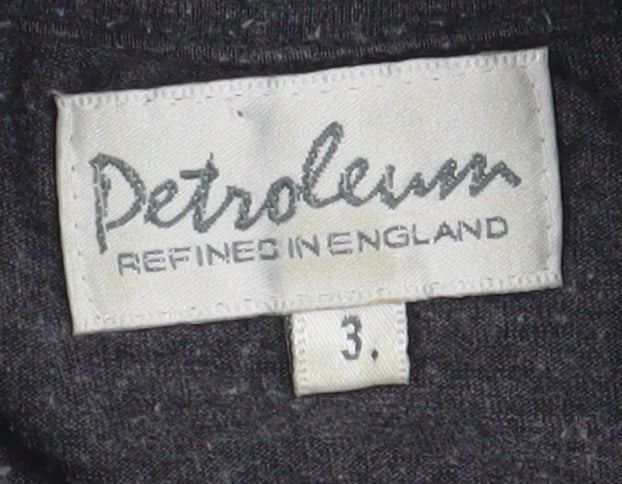 Petroleum
REFINED IN ENGLAND
3.